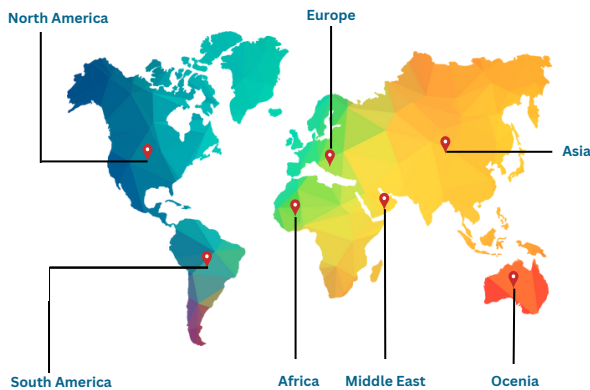 North America
Europe
Asia
South America
Africa
Middle East
Ocenia